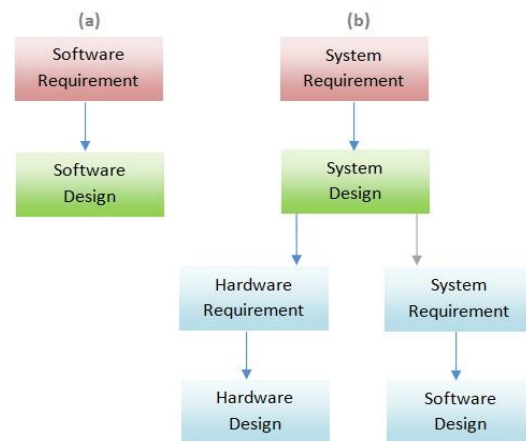 (a)
Software
Requirement
Software
Design
(b)
System
Requirement
System
Design
Hardware
Requirement
System
Requirement
Hardware
Design
Software
Design